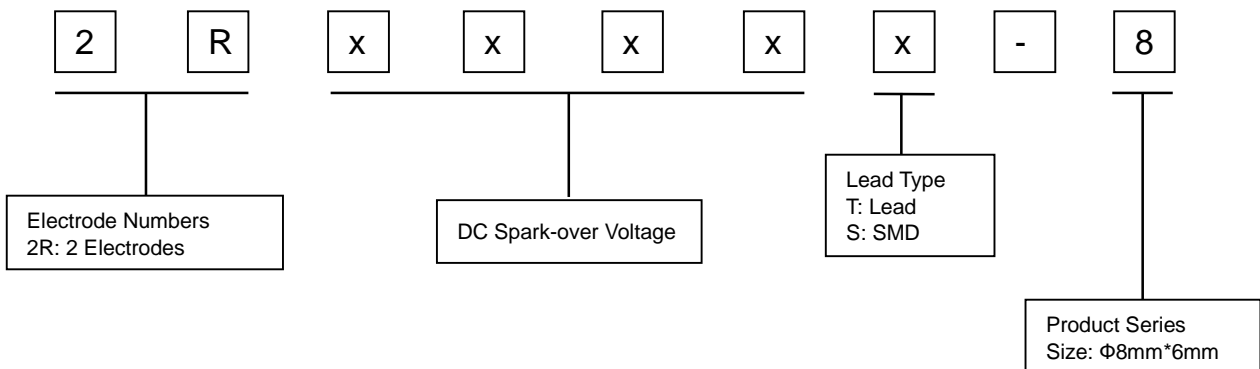 2 R x x x x x - 8
Electrode Numbers
2R: 2 Electrodes
DC Spark-over Voltage
Lead Type
T: Lead
S: SMD
Product Series
Size: Φ8mm*6mm